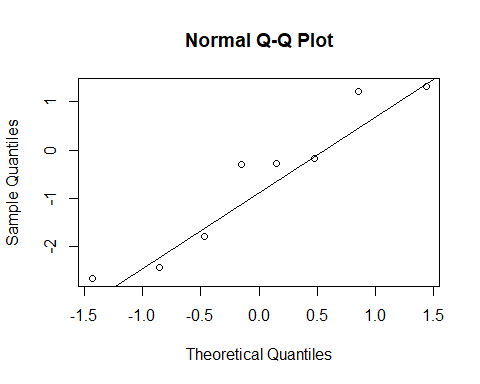 Normal Q-Q Plot
Sample Quantiles
1
0
-1
-2
-1.5 -1.0 -0.5 0.0 0.5 1.0 1.5
Theoretical Quantiles